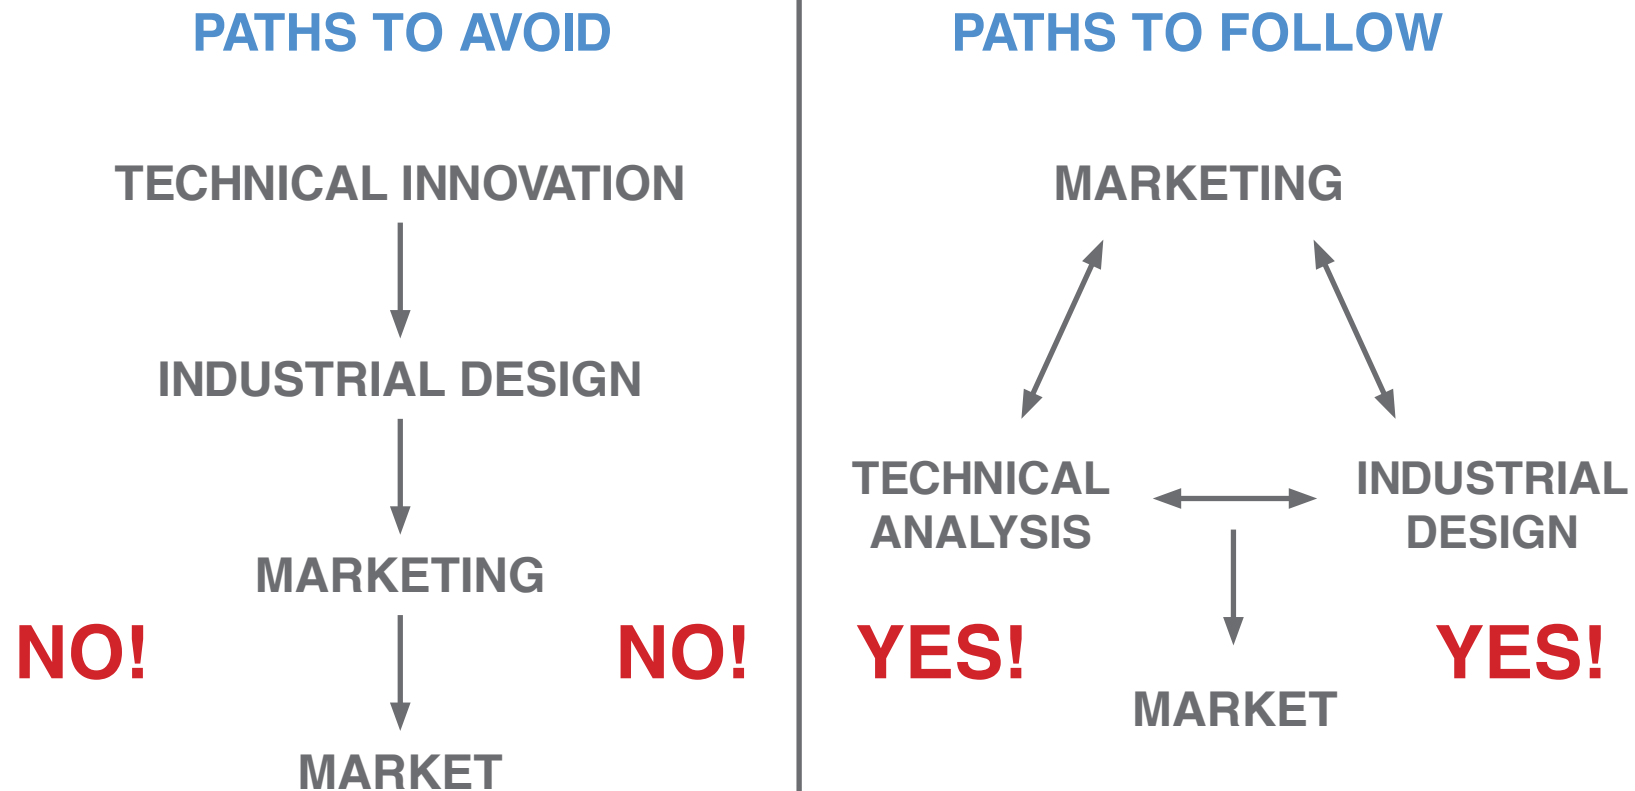 PATHS TO AVOID
TECHNICAL INNOVATION
INDUSTRIAL DESIGN
MARKETING
NO!
NO!
MARKET
PATHS TO FOLLOW
MARKETING
TECHNICAL
ANALYSIS
INDUSTRIAL
DESIGN
YES!
YES!
MARKET